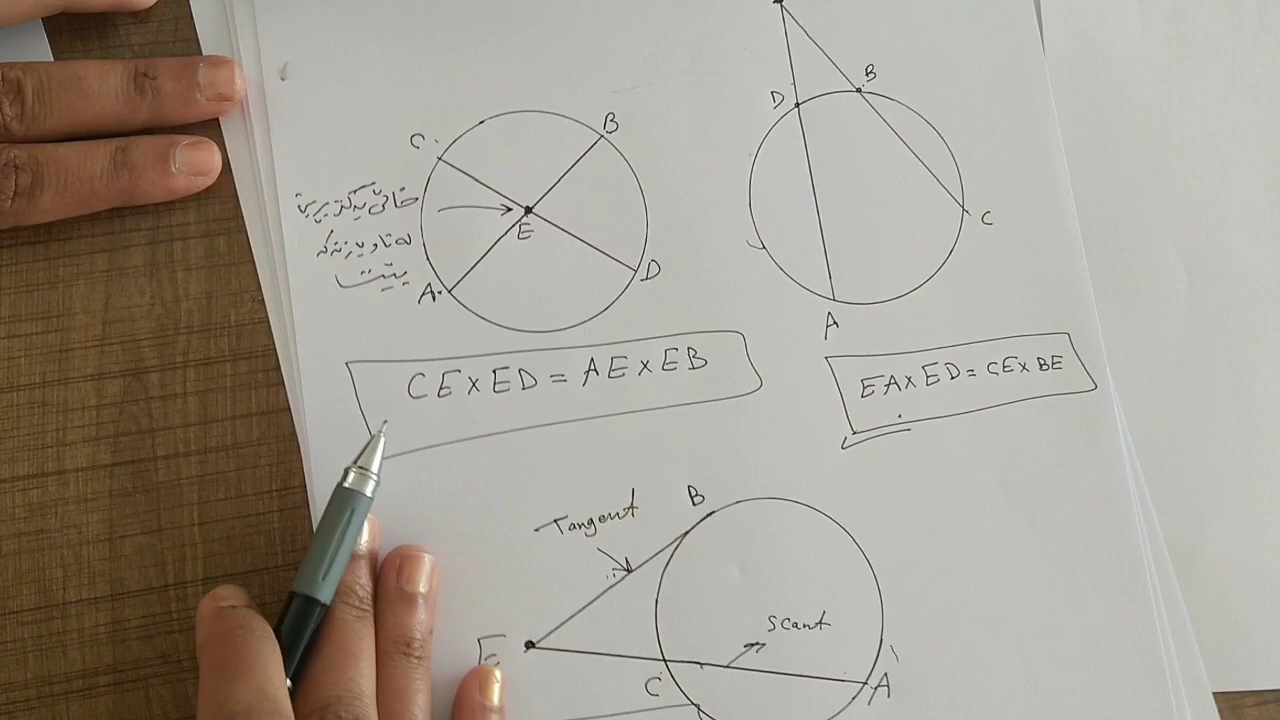 C
B
E
A
D
CE×ED = AE×EB
D
B
C
A
EA×ED = CE×BE
Tangent
B
E
scant
C
A